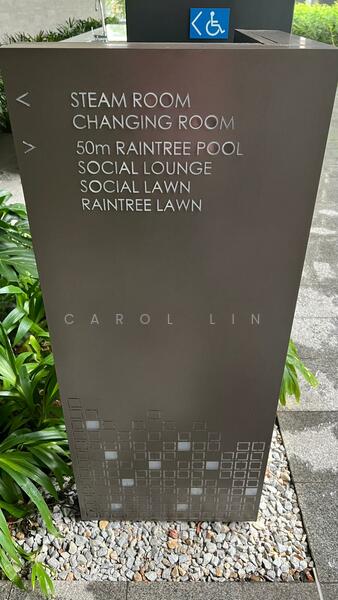 < STEAM ROOM
CHANGING ROOM
> 50m RAINTREE POOL
SOCIAL LOUNGE
SOCIAL LAWN
RAINTREE LAWN
CAROL LIN